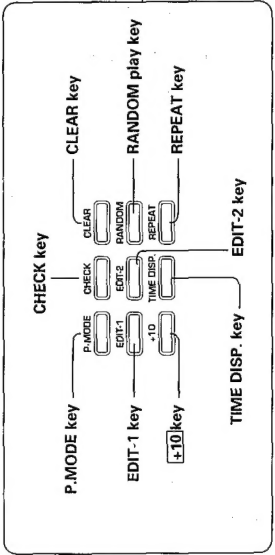 CHECK key
P.MODE key
CLEAR key
P.MODE CHECK CLEAR
EDIT-1 EDIT-2 RANDOM
+10 TIME DISP. REPEAT
EDIT-1 key
RANDOM play key
+10 key
REPEAT key
TIME DISP. key
EDIT-2 key